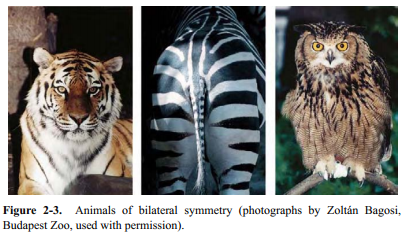 Figure 2-3. Animals of bilateral symmetry (photographs by Zoltán Bagosi,
Budapest Zoo, used with permission).